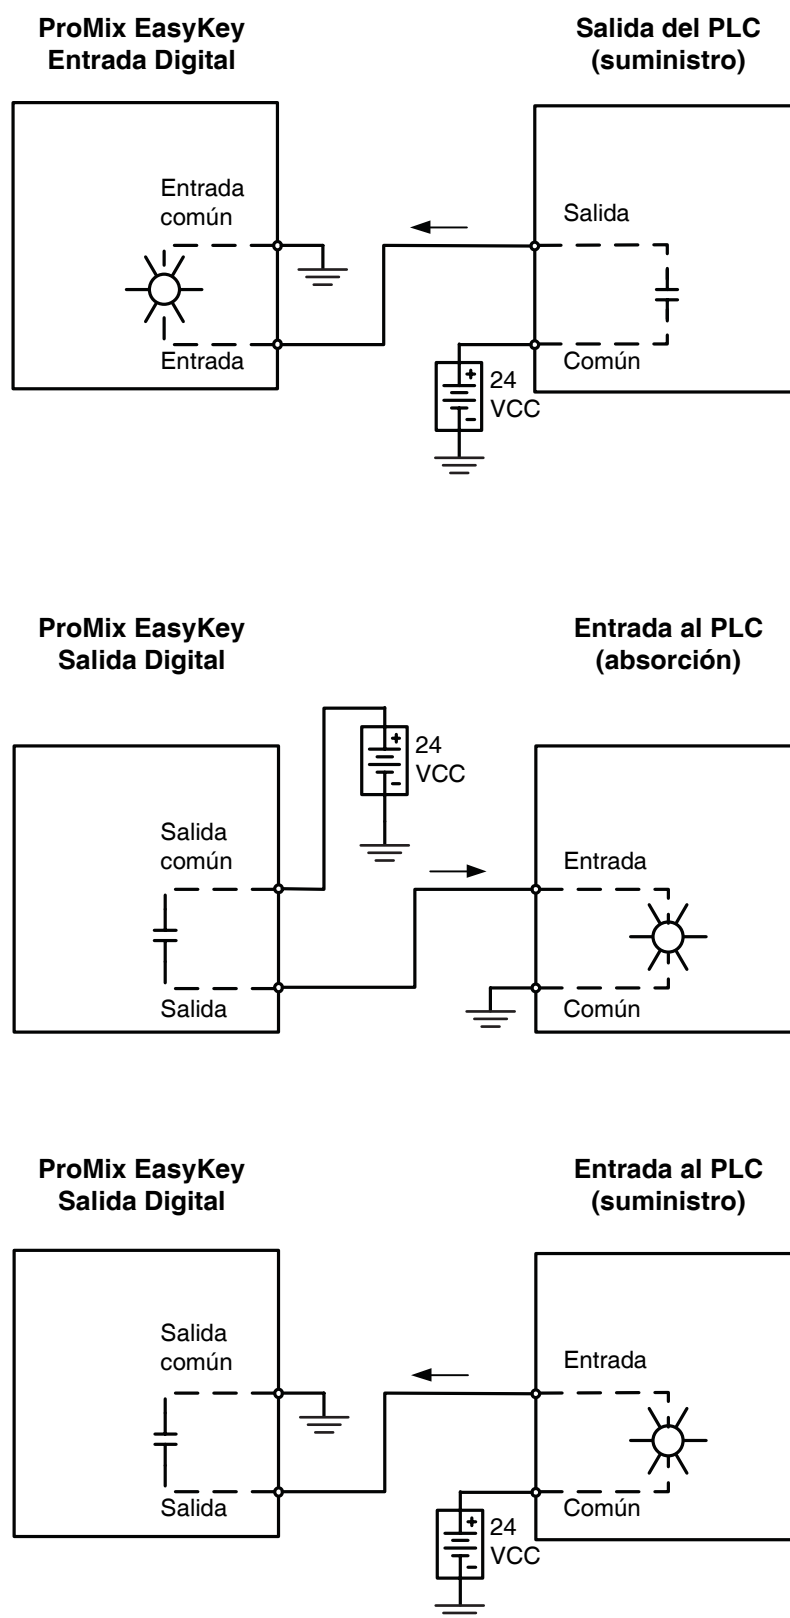 ProMix EasyKey
Entrada Digital
Salida del PLC
(suministro)
Entrada
común
Entrada
Salida
Común
+
24
VCC
-
ProMix EasyKey
Salida Digital
Entrada al PLC
(absorción)
+
24
VCC
-
Salida
común
Salida
Entrada
Común
ProMix EasyKey
Salida Digital
Entrada al PLC
(suministro)
Salida
común
Salida
Entrada
Común
+
24
VCC
-